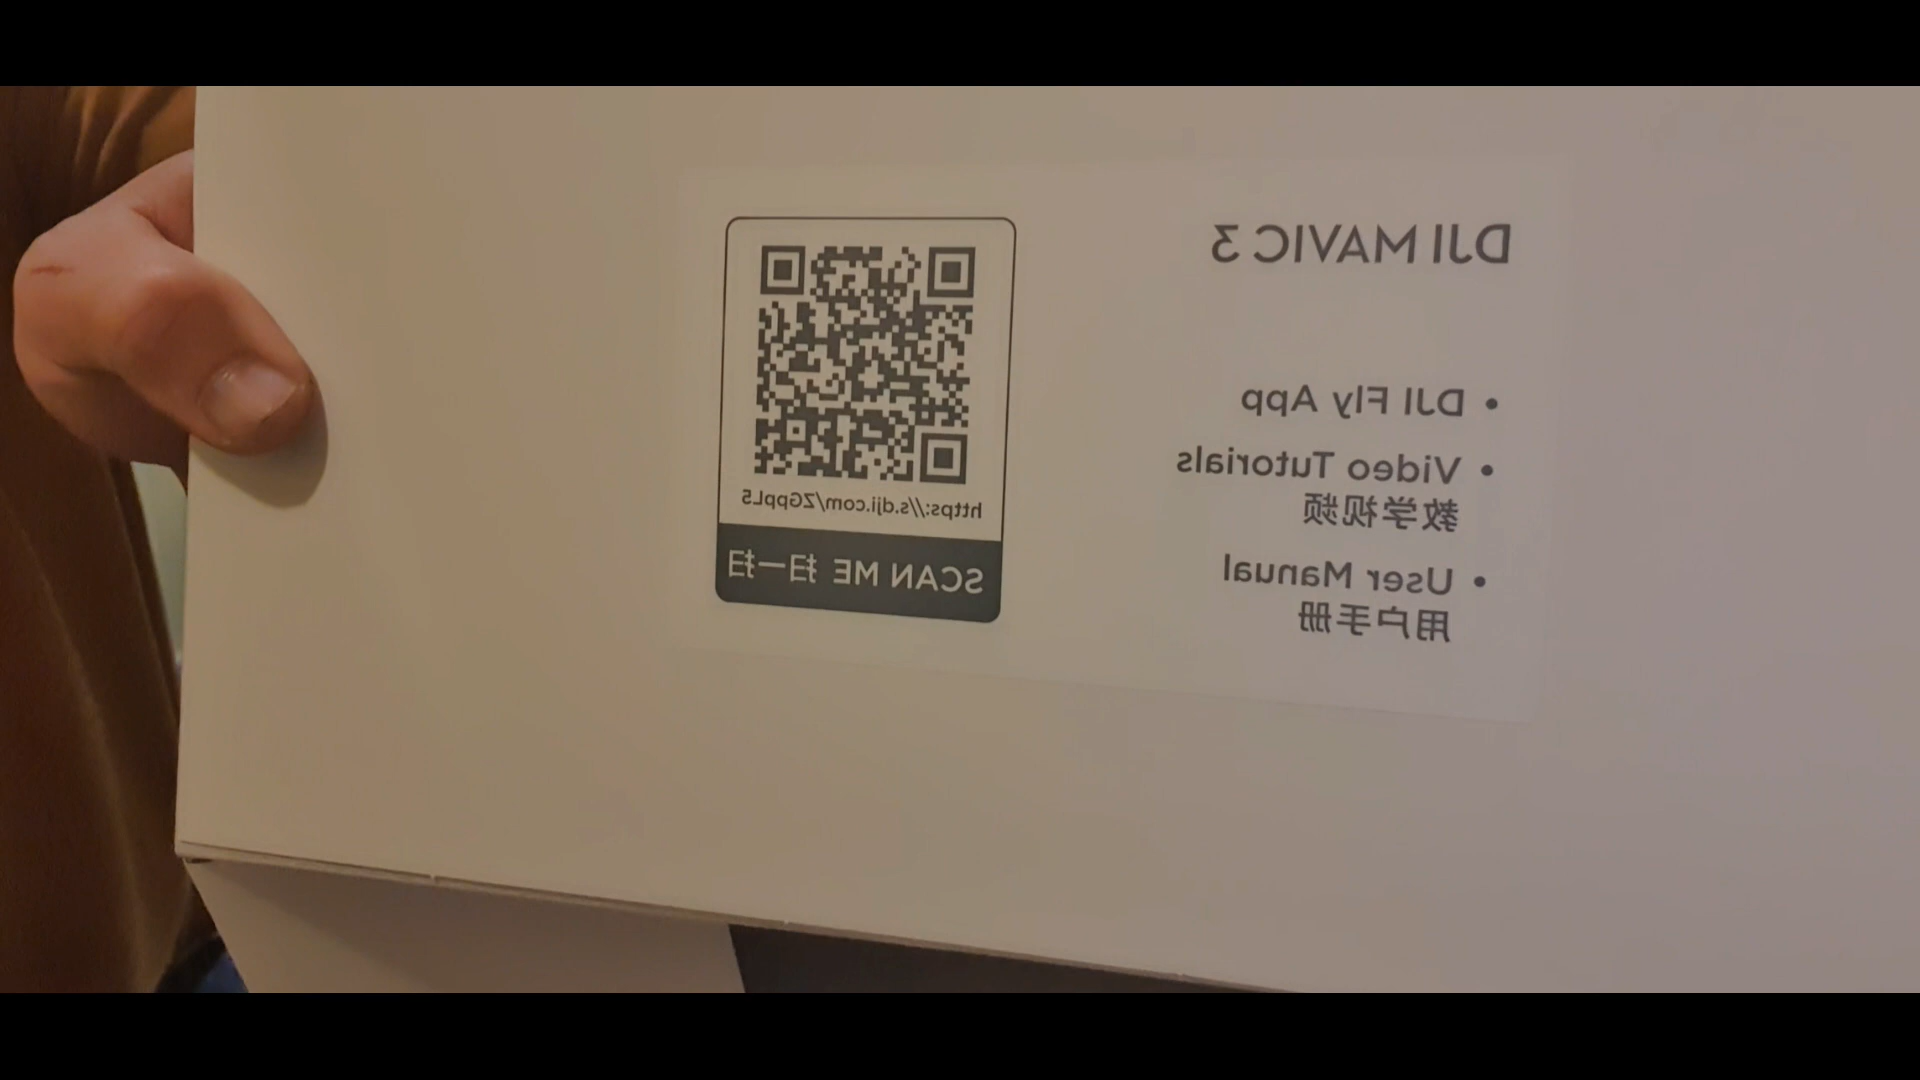 DJI MAVIC 3
• DJI Fly App
• Video Tutorials
教学视频
• User Manual
用户手册
https://s.dji.com/ZGppL5
SCAN ME 扫一扫